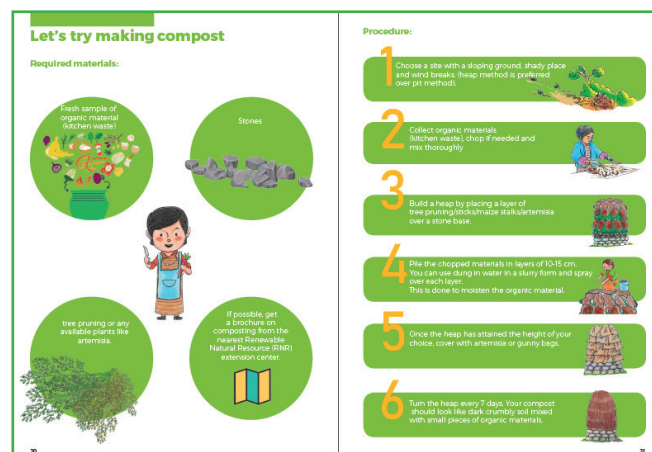 Let's try making compost
Required materials:
Fresh sample of
organic material
(kitchen waste)
Stones
tree pruning or any
available plants like
artemisia.
If possible, get
a brochure on
composting from the
nearest Renewable
Natural Resource (RNR)
extension center.
Procedure:
1
Choose a site with a sloping ground, shady place
and wind breaks, (heap method is preferred
over pit method).
2
Collect organic materials
(kitchen waste), chop if needed and
mix thoroughly
3
Build a heap by placing a layer of
tree pruning/sticks/maize stalks/artemisia
over a stone base.
4
Pile the chopped materials in layers of 10-15 cm.
You can use dung in water in a slurry form and spray
over each layer.
This is done to moisten the organic material.
5
Once the heap has attained the height of your
choice, cover with artemisia or gunny bags.
6
Turn the heap every 7 days. Your compost
should look like dark crumbly soil mixed
with small pieces of organic materials.